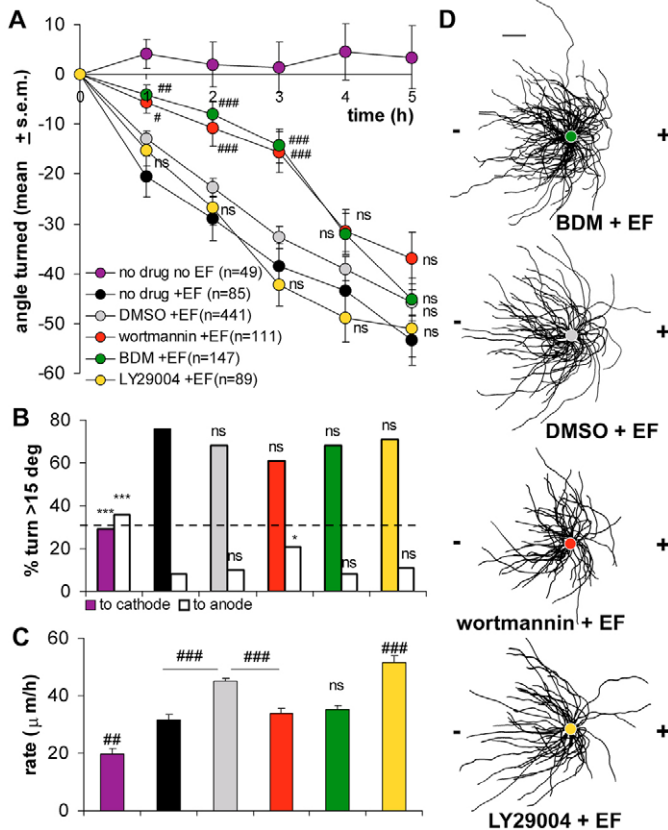 A
angle turned (mean ± s.e.m.)
10
0
-10
-20
-30
-40
-50
-60
0
1
2
3
4
5
time (h)
##
#
###
###
###
###
ns
ns
ns
ns
ns
ns
ns
ns
ns
ns
no drug no EF (n=49)
no drug +EF (n=85)
DMSO +EF(n=441)
wortmannin +EF(n=111)
BDM +EF(n=147)
LY29004 +EF(n=89)
B
% turn >15 deg
80
60
40
20
0
***
***
ns
ns
ns
*
ns
ns
ns
ns
to cathode
to anode
C
rate (μ m/h)
60
40
20
0
##
###
###
ns
###
D
-
+
BDM + EF
-
+
DMSO + EF
-
+
wortmannin + EF
-
+
LY29004 + EF